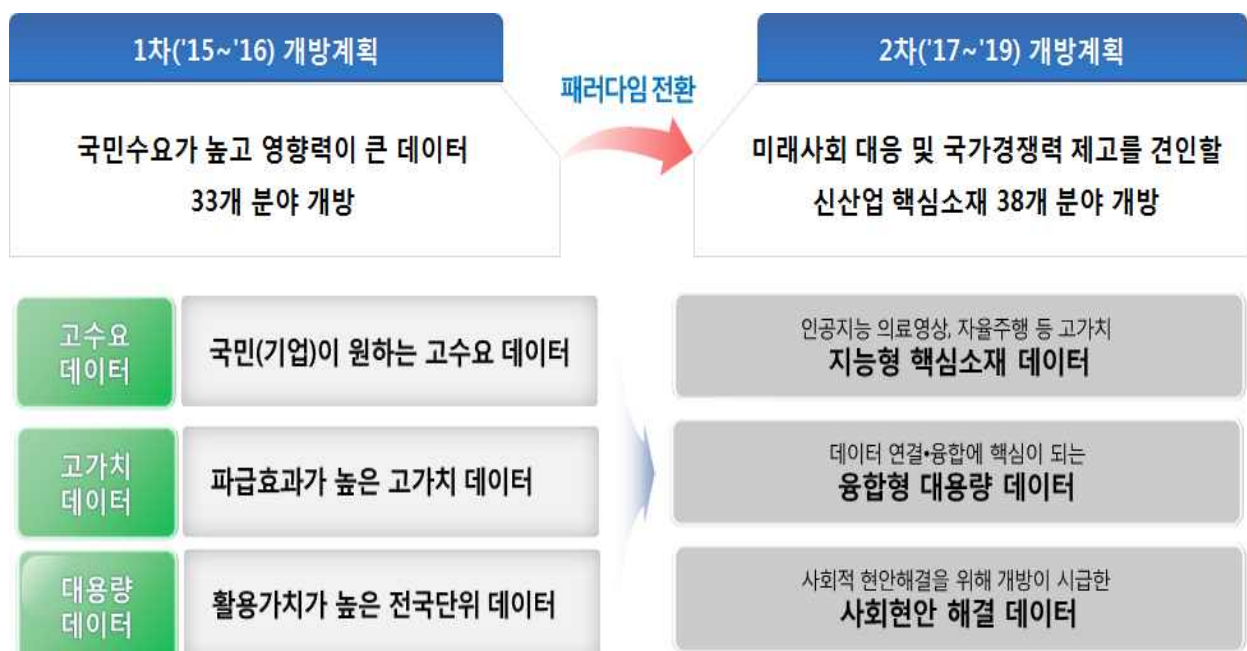 1차('15~'16) 개방계획
국민수요가 높고 영향력이 큰 데이터
33개 분야 개방
패러다임 전환
2차('17~'19) 개방계획
미래사회 대응 및 국가경쟁력 제고를 견인할
신산업 핵심소재 38개 분야 개방
고수요
데이터
국민(기업)이 원하는 고수요 데이터
고가치
데이터
파급효과가 높은 고가치 데이터
대용량
데이터
활용가치가 높은 전국단위 데이터
인공지능 의료영상, 자율주행 등 고가치
지능형 핵심소재 데이터
데이터 연결•융합에 핵심이 되는
융합형 대용량 데이터
사회적 현안해결을 위해 개방이 시급한
사회현안 해결 데이터